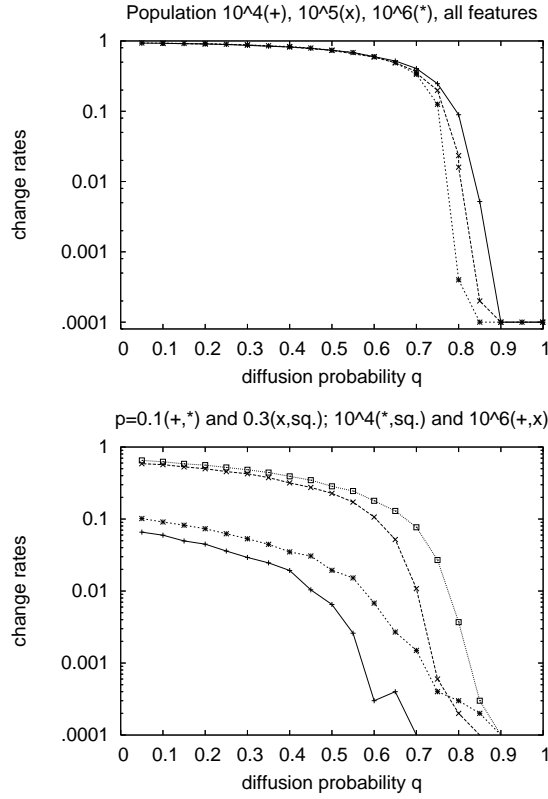 Population 10^4(+), 10^5(x), 10^6(*), all features
1
0.1
0.01
0.001
.0001
change rates
0 0.1 0.2 0.3 0.4 0.5 0.6 0.7 0.8 0.9 1
diffusion probability q
p=0.1(+,*) and 0.3(x,sq.); 10^4(*,sq.) and 10^6(+,x)
1
0.1
0.01
0.001
.0001
change rates
0 0.1 0.2 0.3 0.4 0.5 0.6 0.7 0.8 0.9 1
diffusion probability q